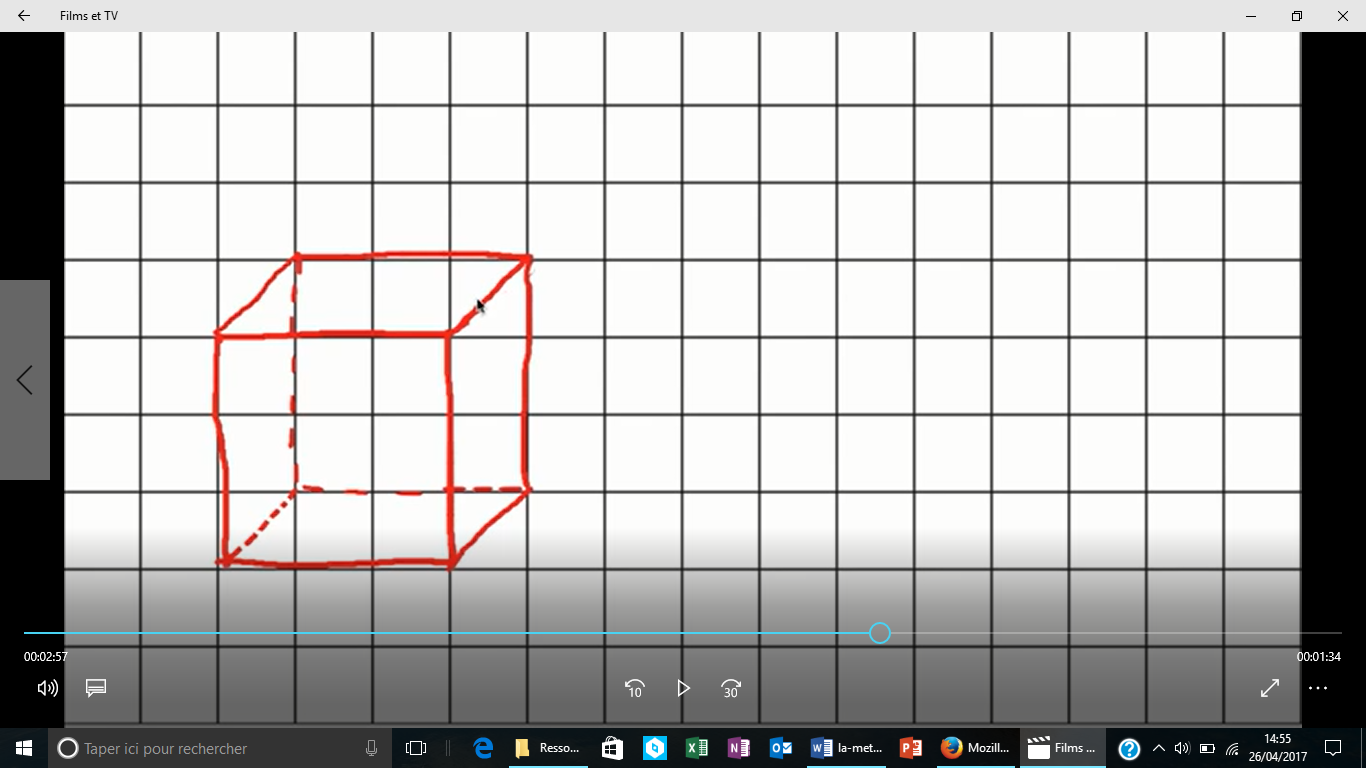 Films et TV
00:02:57
00:01:34
10
30
Taper ici pour rechercher
Resso...
la-met...
Mozill...
Films ...
14:55
26/04/2017